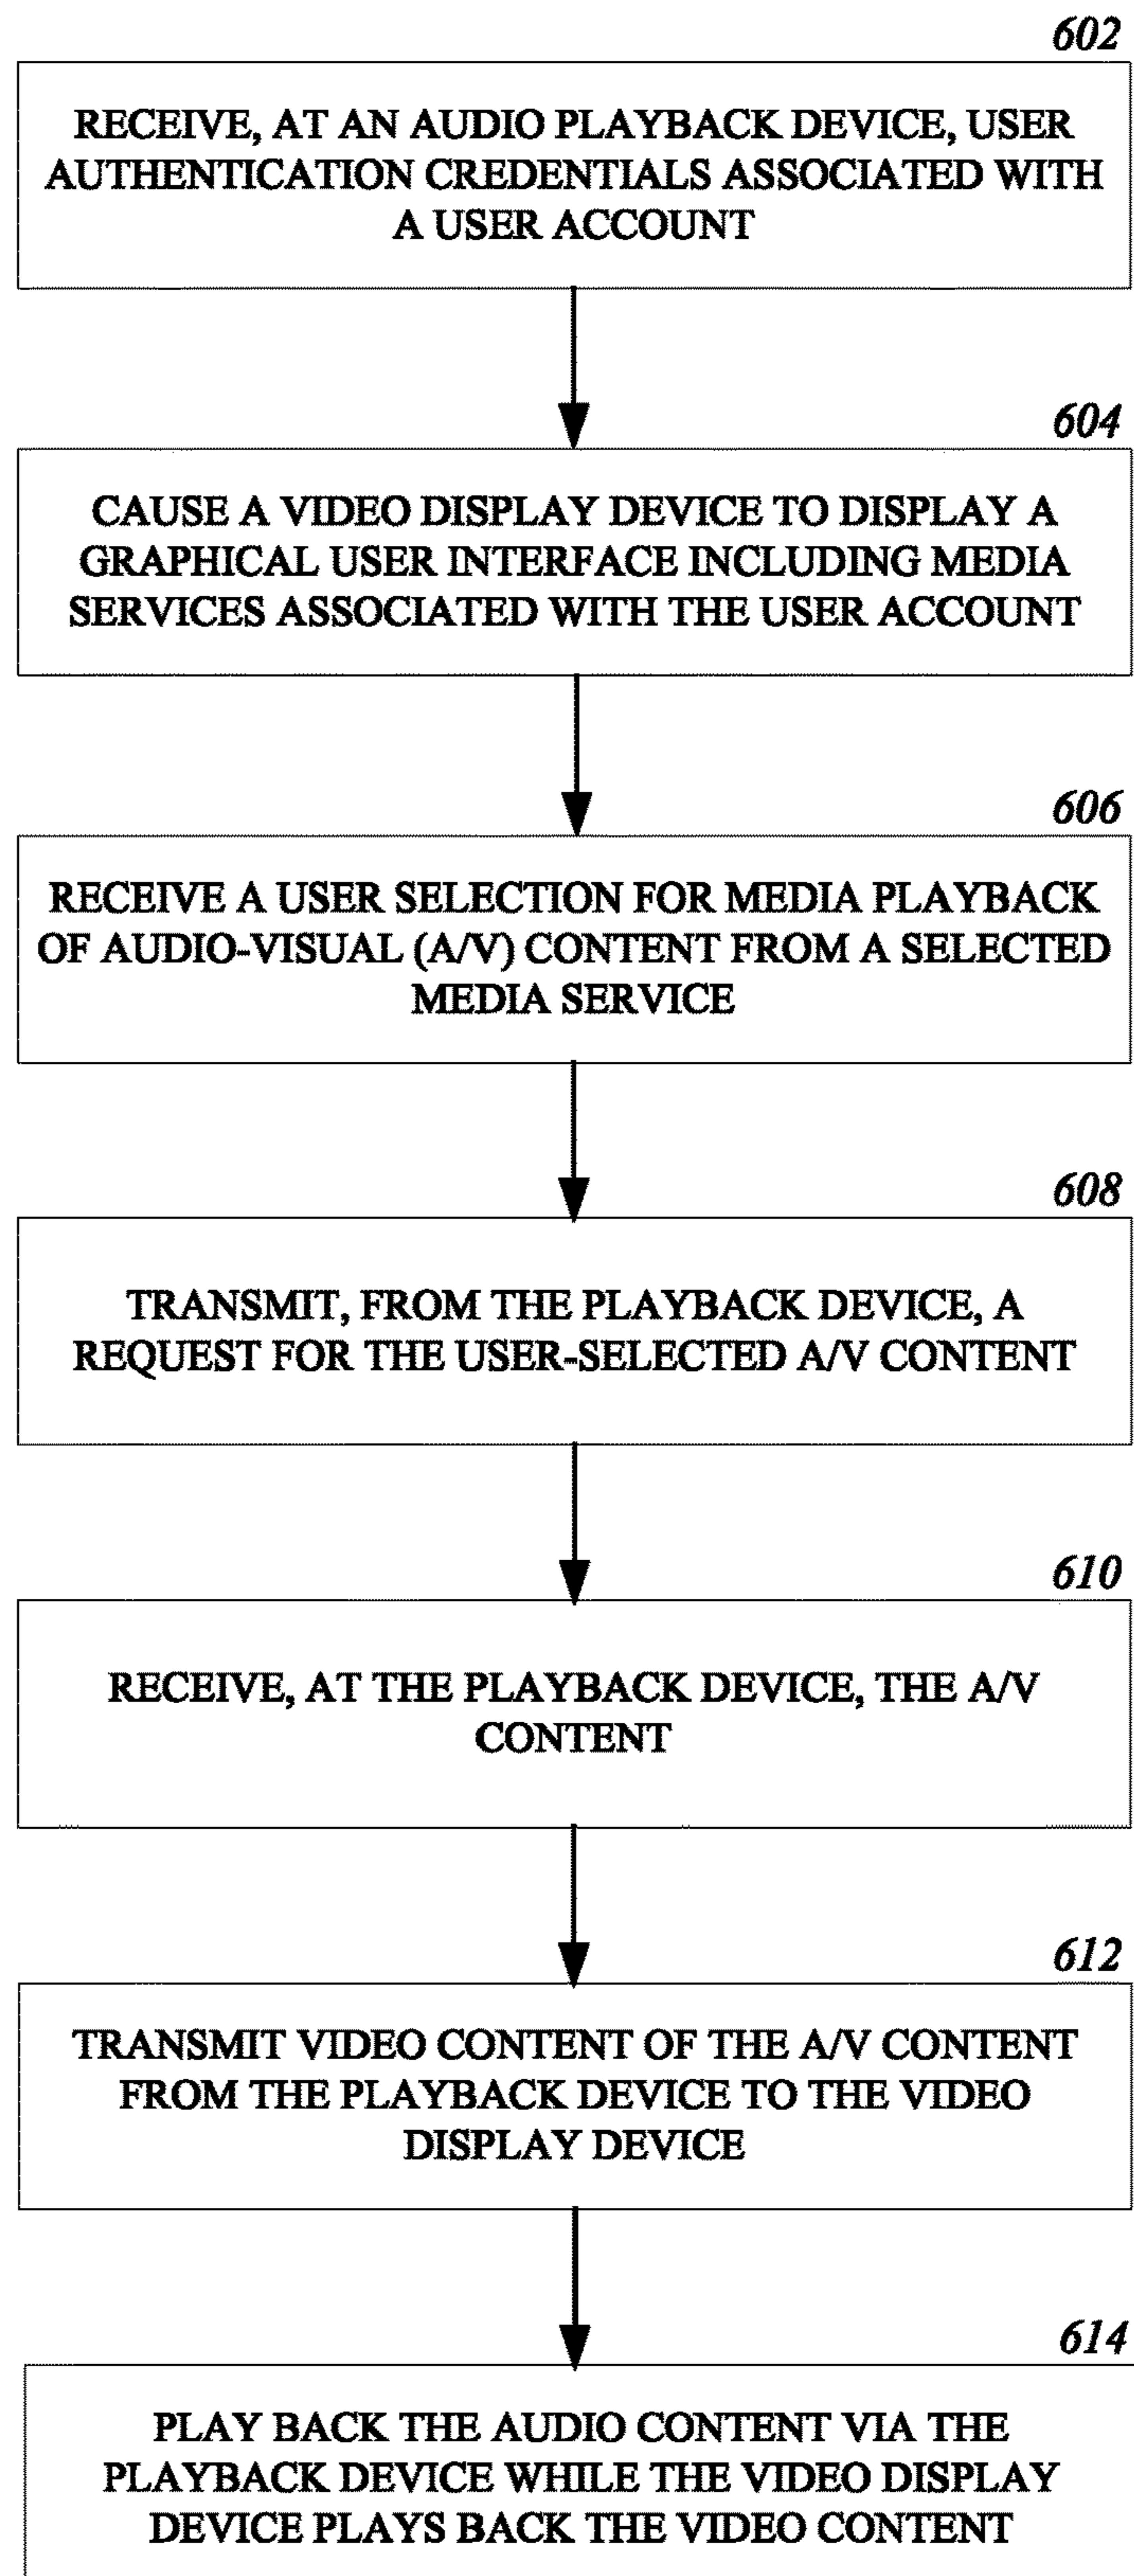 602
RECEIVE, AT AN AUDIO PLAYBACK DEVICE, USER
AUTHENTICATION CREDENTIALS ASSOCIATED WITH
A USER ACCOUNT
604
CAUSE A VIDEO DISPLAY DEVICE TO DISPLAY A
GRAPHICAL USER INTERFACE INCLUDING MEDIA
SERVICES ASSOCIATED WITH THE USER ACCOUNT
606
RECEIVE A USER SELECTION FOR MEDIA PLAYBACK
OF AUDIO-VISUAL (A/V) CONTENT FROM A SELECTED
MEDIA SERVICE
608
TRANSMIT, FROM THE PLAYBACK DEVICE, A
REQUEST FOR THE USER-SELECTED A/V CONTENT
610
RECEIVE, AT THE PLAYBACK DEVICE, THE A/V
CONTENT
612
TRANSMIT VIDEO CONTENT OF THE A/V CONTENT
FROM THE PLAYBACK DEVICE TO THE VIDEO
DISPLAY DEVICE
614
PLAY BACK THE AUDIO CONTENT VIA THE
PLAYBACK DEVICE WHILE THE VIDEO DISPLAY
DEVICE PLAYS BACK THE VIDEO CONTENT